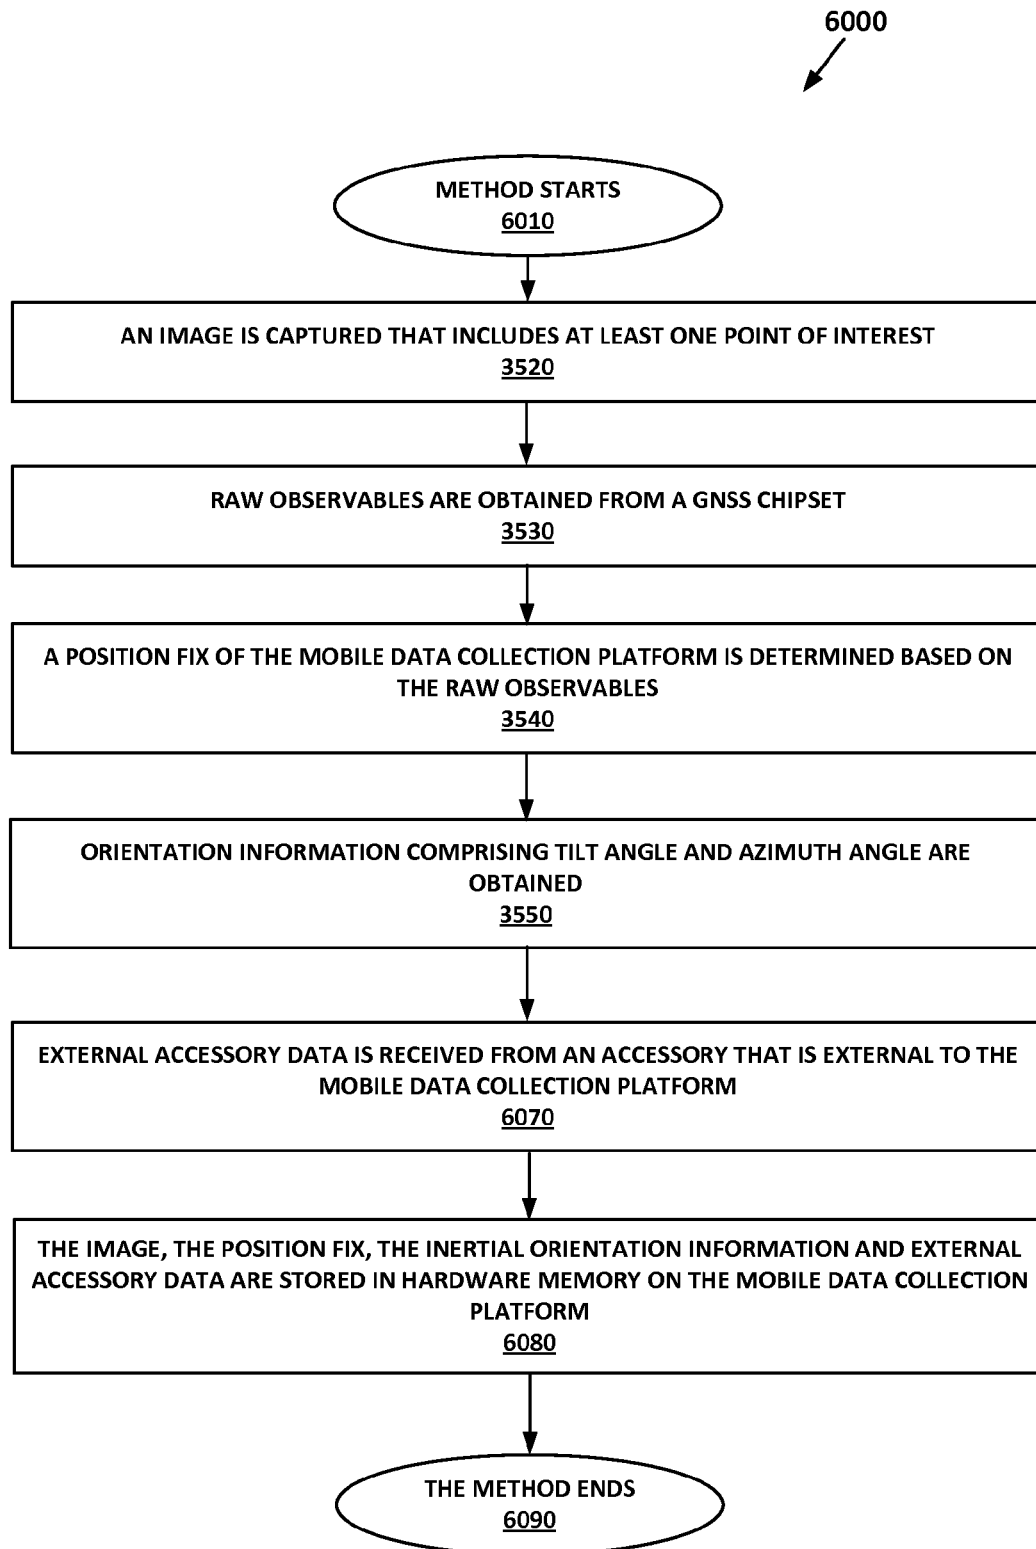 6000
METHOD STARTS
6010
AN IMAGE IS CAPTURED THAT INCLUDES AT LEAST ONE POINT OF INTEREST
3520
RAW OBSERVABLES ARE OBTAINED FROM A GNSS CHIPSET
3530
A POSITION FIX OF THE MOBILE DATA COLLECTION PLATFORM IS DETERMINED BASED ON
THE RAW OBSERVABLES
3540
ORIENTATION INFORMATION COMPRISING TILT ANGLE AND AZIMUTH ANGLE ARE
OBTAINED
3550
EXTERNAL ACCESSORY DATA IS RECEIVED FROM AN ACCESSORY THAT IS EXTERNAL TO THE
MOBILE DATA COLLECTION PLATFORM
6070
THE IMAGE, THE POSITION FIX, THE INERTIAL ORIENTATION INFORMATION AND EXTERNAL
ACCESSORY DATA ARE STORED IN HARDWARE MEMORY ON THE MOBILE DATA COLLECTION
PLATFORM
6080
THE METHOD ENDS
6090